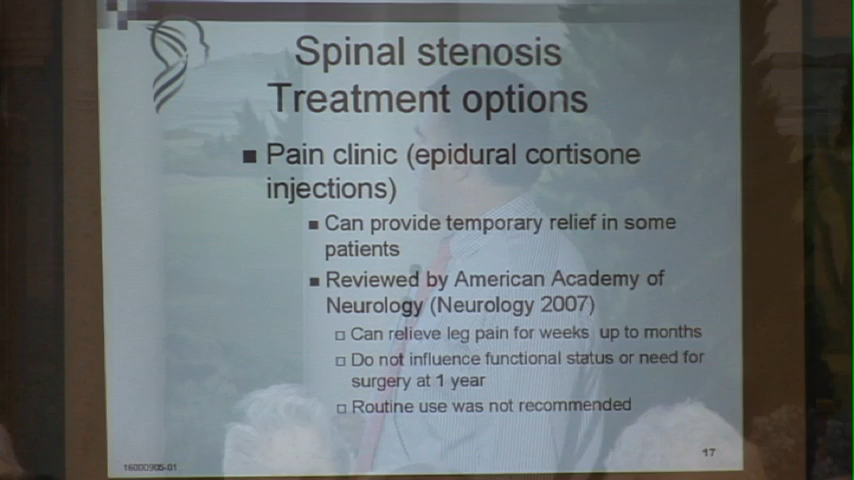 Spinal stenosis
Treatment options
Pain clinic (epidural cortisone
injections)
Can provide temporary relief in some
patients
Reviewed by American Academy of
Neurology (Neurology 2007)
Can relieve leg pain for weeks up to months
Do not influence functional status or need for
surgery at 1 year
Routine use was not recommended
16000905-01
17